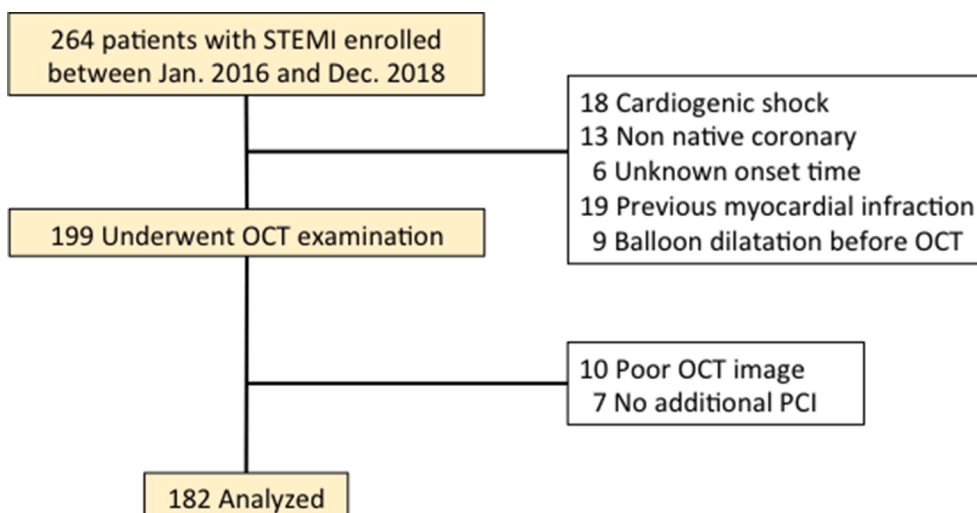 264 patients with STEMI enrolled
between Jan. 2016 and Dec. 2018
18 Cardiogenic shock
13 Non native coronary
6 Unknown onset time
19 Previous myocardial infraction
9 Balloon dilatation before OCT
199 Underwent OCT examination
10 Poor OCT image
7 No additional PCI
182 Analyzed